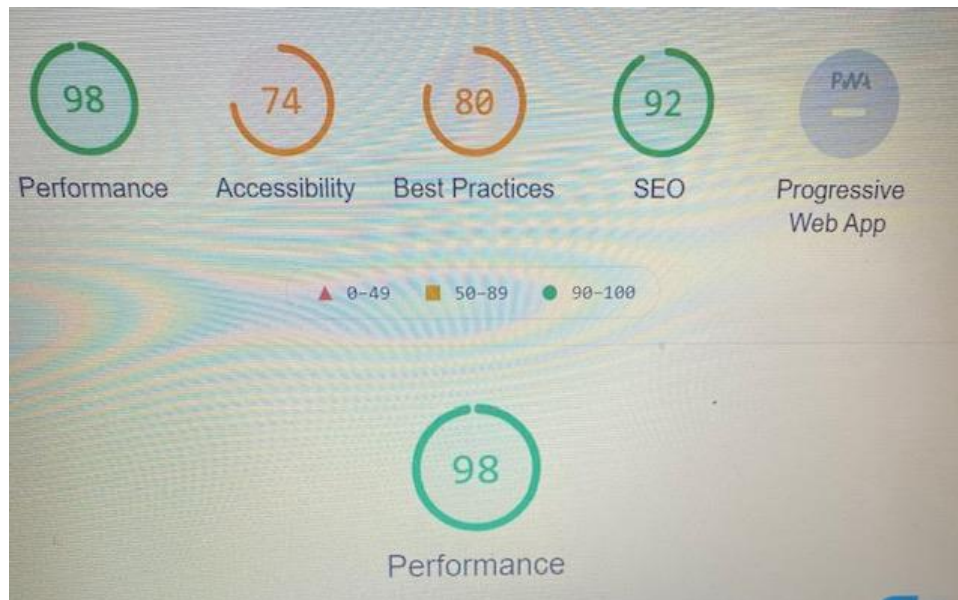 98 74 80 92 PWA
Performance Accessibility Best Practices SEO Progressive
Web App
0-49 50-89 90-100
98
Performance